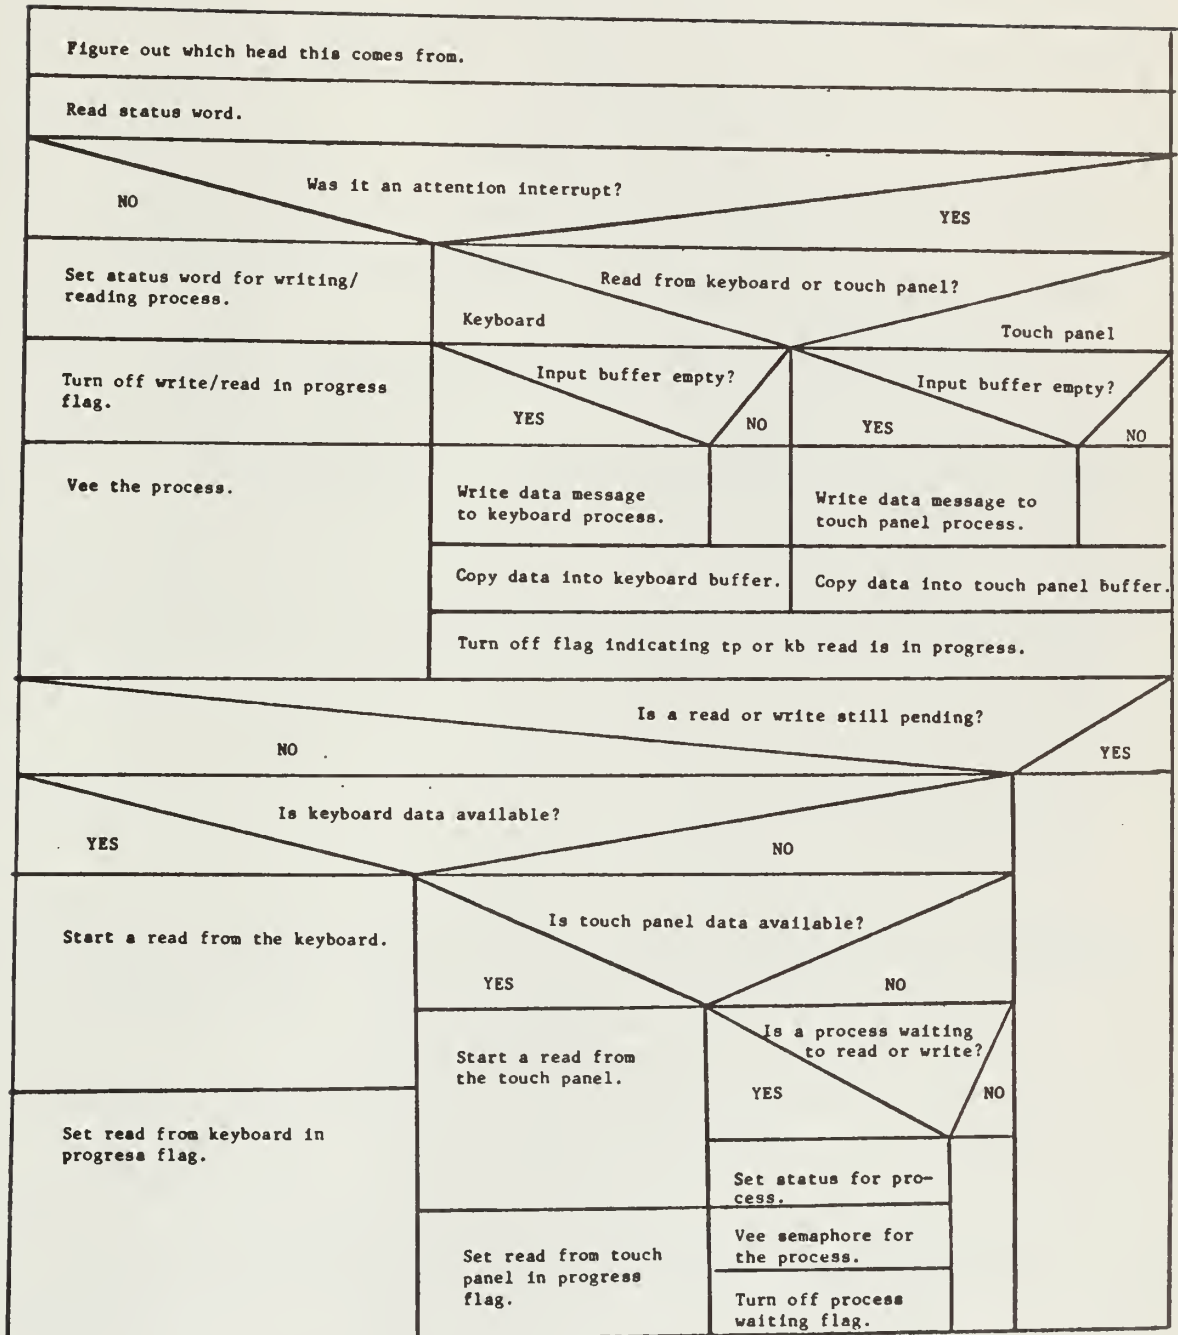 Figure out which head this comes from.
Read status word.
Was it an attention interrupt?
NO
YES
Set status word for writing/
reading process.
Read from keyboard or touch panel?
Keyboard
Touch panel
Turn off write/read in progress
flag.
Input buffer empty?
YES
NO
Input buffer empty?
YES
NO
Vee the process.
Write data message
to keyboard process.
Write data message to
touch panel process.
Copy data into keyboard buffer.
Copy data into touch panel buffer.
Turn off flag indicating tp or kb read is in progress.
Is a read or write still pending?
NO
YES
Is keyboard data available?
YES
NO
Start a read from the keyboard.
Is touch panel data available?
YES
NO
Set read from keyboard in
progress flag.
Start a read from
the touch panel.
Is a process waiting
to read or write?
YES
NO
Set read from touch
panel in progress
flag.
Set status for pro-
cess.
Vee semaphore for
the process.
Turn off process
waiting flag.